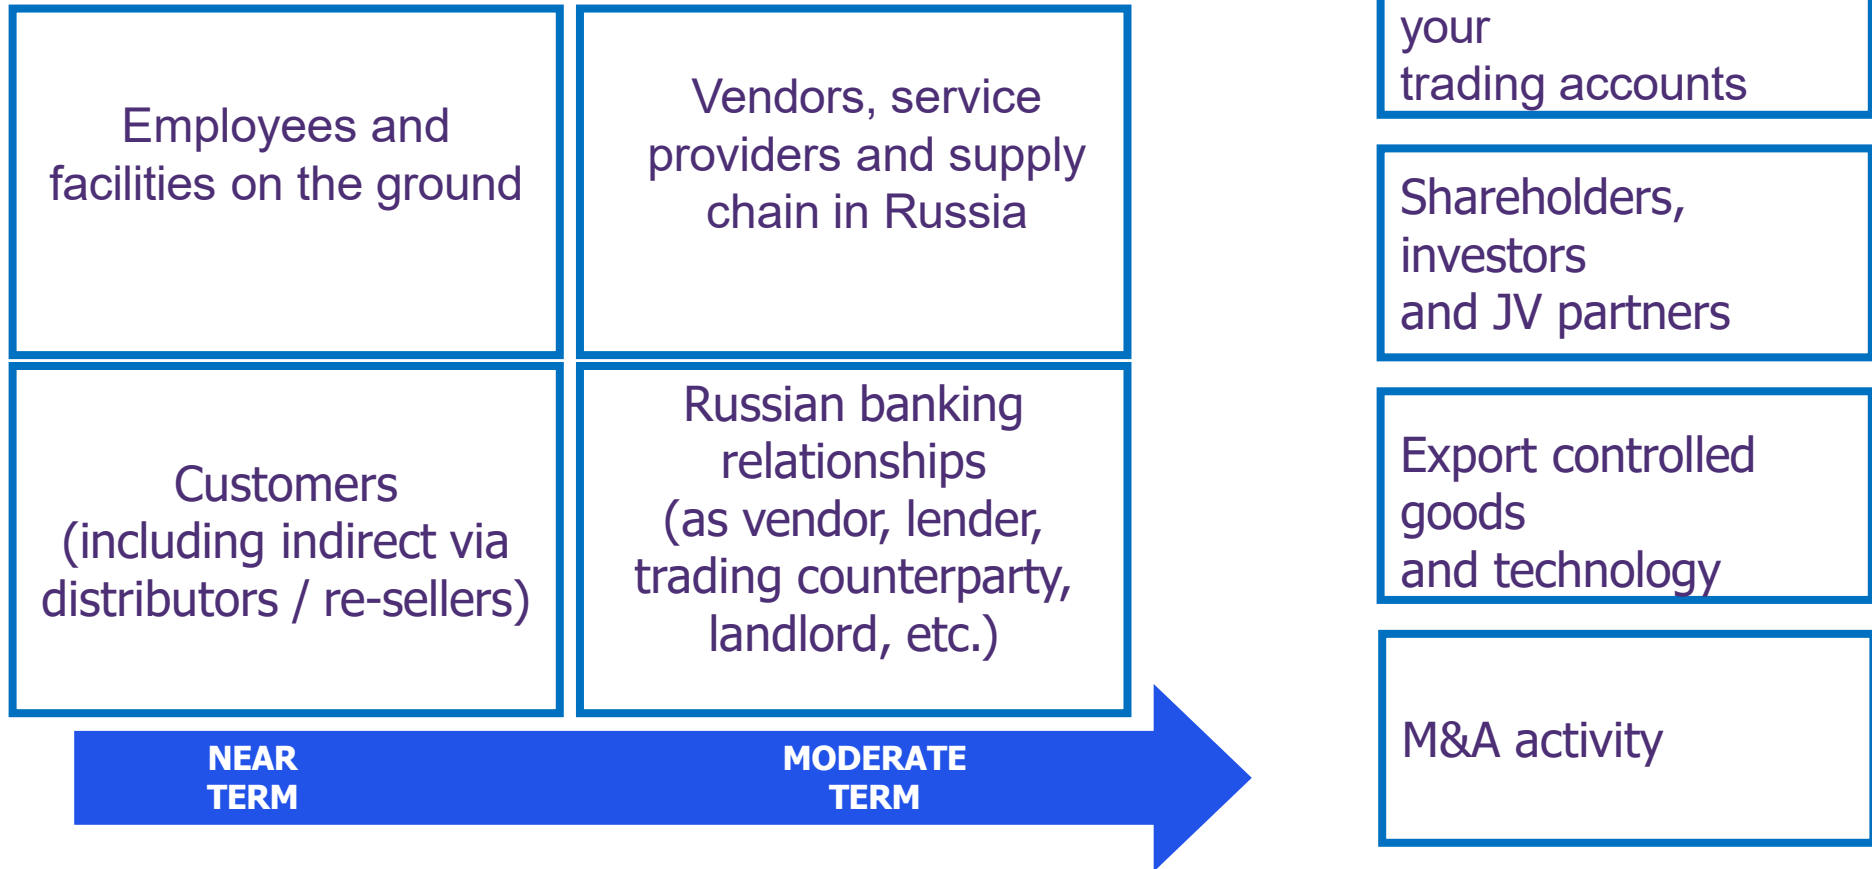 Employees and
facilities on the ground
Vendors, service
providers and supply
chain in Russia
Customers
(including indirect via
distributors / re-sellers)
Russian banking
relationships
(as vendor, lender,
trading counterparty,
landlord, etc.)
NEAR
TERM
MODERATE
TERM
your
trading accounts
Shareholders,
investors
and JV partners
Export controlled
goods
and technology
M&A activity